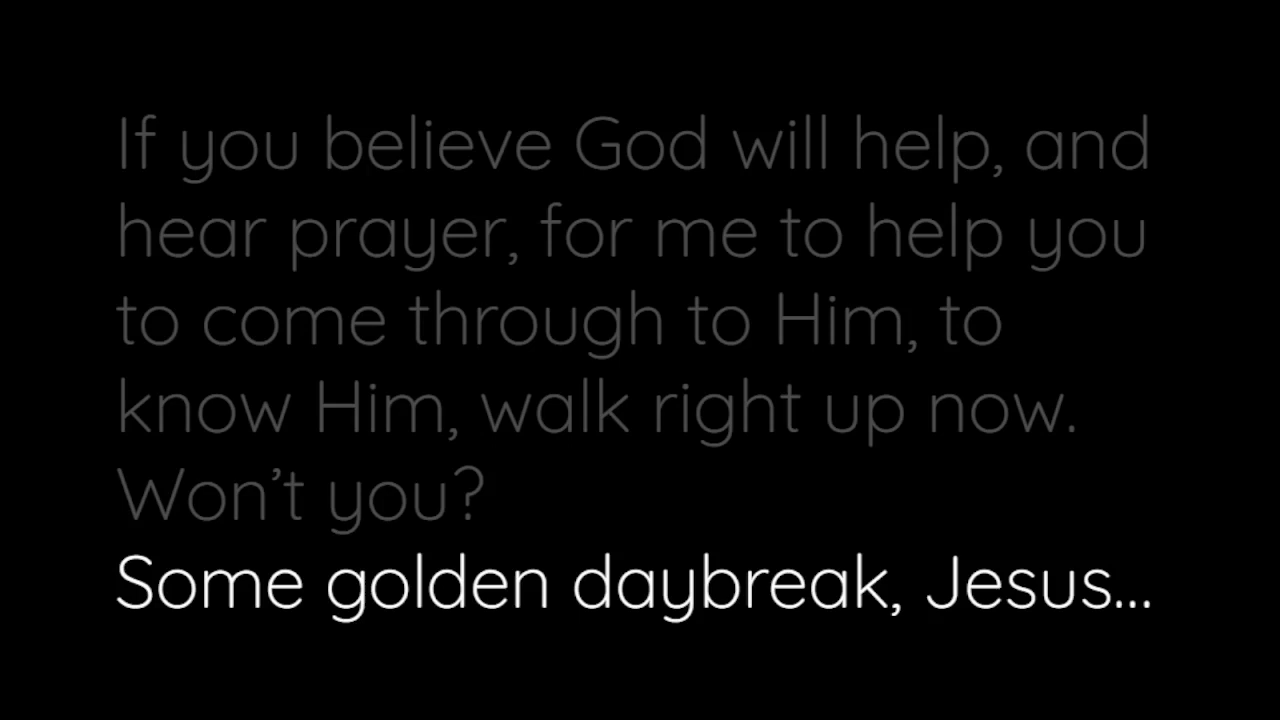 If you believe God will help, and
hear prayer, for me to help you
to come through to Him, to
know Him, walk right up now.
Won’t you?
Some golden daybreak, Jesus...